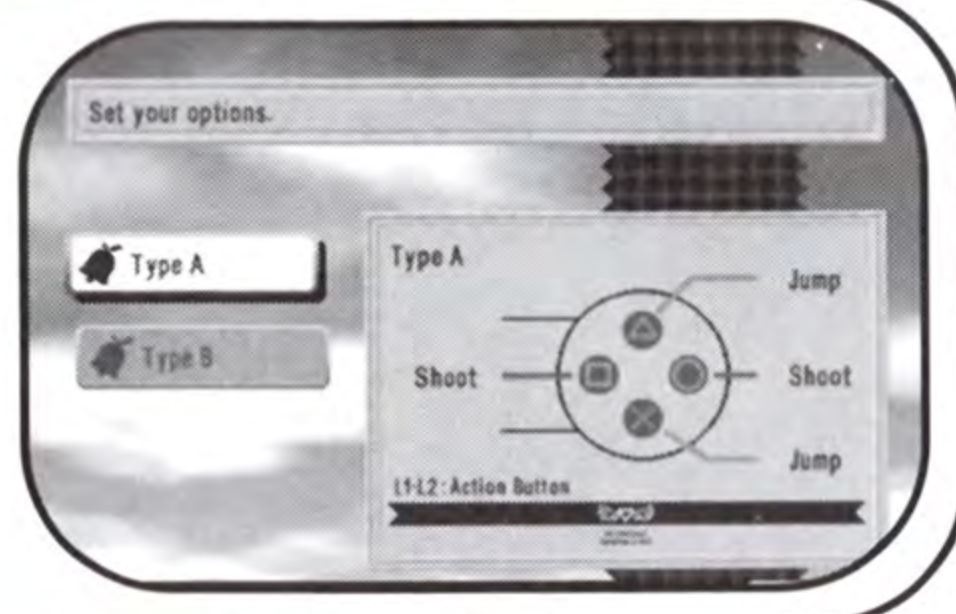 Set your options.
Type A
Type B
Type A
Jump
Shoot
Shoot
Jump
L1·L2 : Action Button